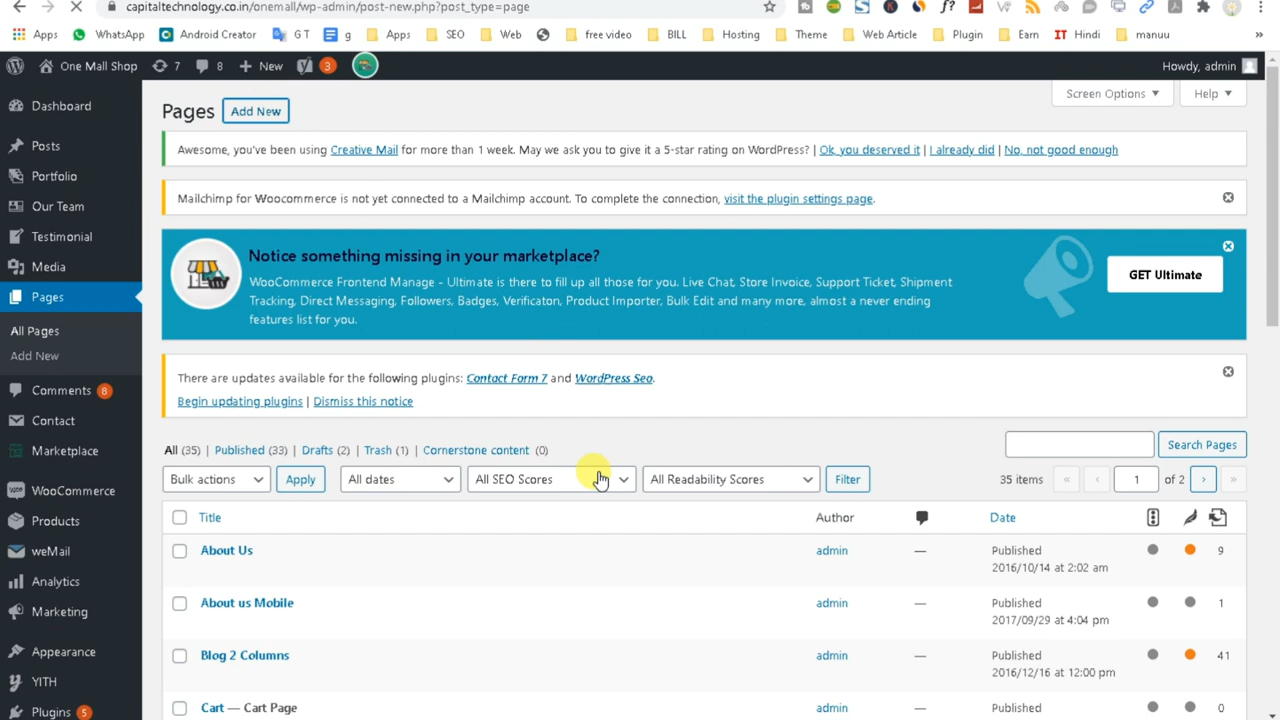 capitaltechnology.co.in/onemall/wp-admin/post-new.php?post_type=page
Apps WhatsApp Android Creator G T g Apps SEO Web free video BILL Hosting Theme Web Article Plugin Earn IT Hindi manuu »
One Mall Shop 7 8 + New 3 Howdy, admin
Screen Options Help
Pages Add New
Awesome, you've been using Creative Mail for more than 1 week. May we ask you to give it a 5-star rating on WordPress? | Ok, you deserved it | I already did | No, not good enough
Mailchimp for Woocommerce is not yet connected to a Mailchimp account. To complete the connection, visit the plugin settings page.
Notice something missing in your marketplace?
WooCommerce Frontend Manage - Ultimate is there to fill up all those for you. Live Chat, Store Invoice, Support Ticket, Shipment
Tracking, Direct Messaging, Followers, Badges, Verificaton, Product Importer, Bulk Edit and many more, almost a never ending
features list for you.
GET Ultimate
There are updates available for the following plugins: Contact Form 7 and WordPress Seo.
Begin updating plugins | Dismiss this notice
All (35) | Published (33) | Drafts (2) | Trash (1) | Cornerstone content (0)
Search Pages
Bulk actions Apply All dates All SEO Scores All Readability Scores Filter 35 items « ‹ 1 of 2 › »
Title Author Date
About Us admin — Published 9
2016/10/14 at 2:02 am
About us Mobile admin — Published 1
2017/09/29 at 4:04 pm
Blog 2 Columns admin — Published 41
2016/12/16 at 12:00 pm
Cart — Cart Page admin — Published 0
Dashboard
Posts
Portfolio
Our Team
Testimonial
Media
Pages
All Pages
Add New
Comments 8
Contact
Marketplace
WooCommerce
Products
weMail
Analytics
Marketing
Appearance
YITH
Plugins 5